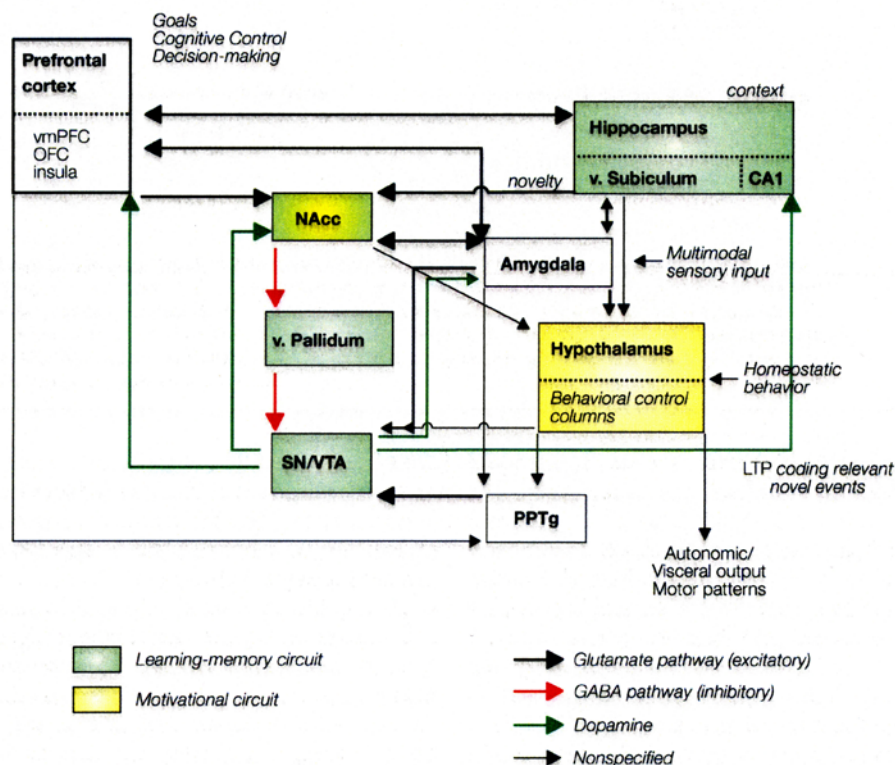 Goals
Cognitive Control
Decision-making
Prefrontal
cortex
vmPFC
OFC
insula
context
Hippocampus
v. Subiculum
CA1
novelty
NAcc
Amygdala
Multimodal
sensory input
v. Pallidum
Hypothalamus
Behavioral control
columns
Homeostatic
behavior
SN/VTA
LTP coding relevant
novel events
PPTg
Autonomic/
Visceral output
Motor patterns
Learning-memory circuit
Motivational circuit
Glutamate pathway (excitatory)
GABA pathway (inhibitory)
Dopamine
Nonspecified